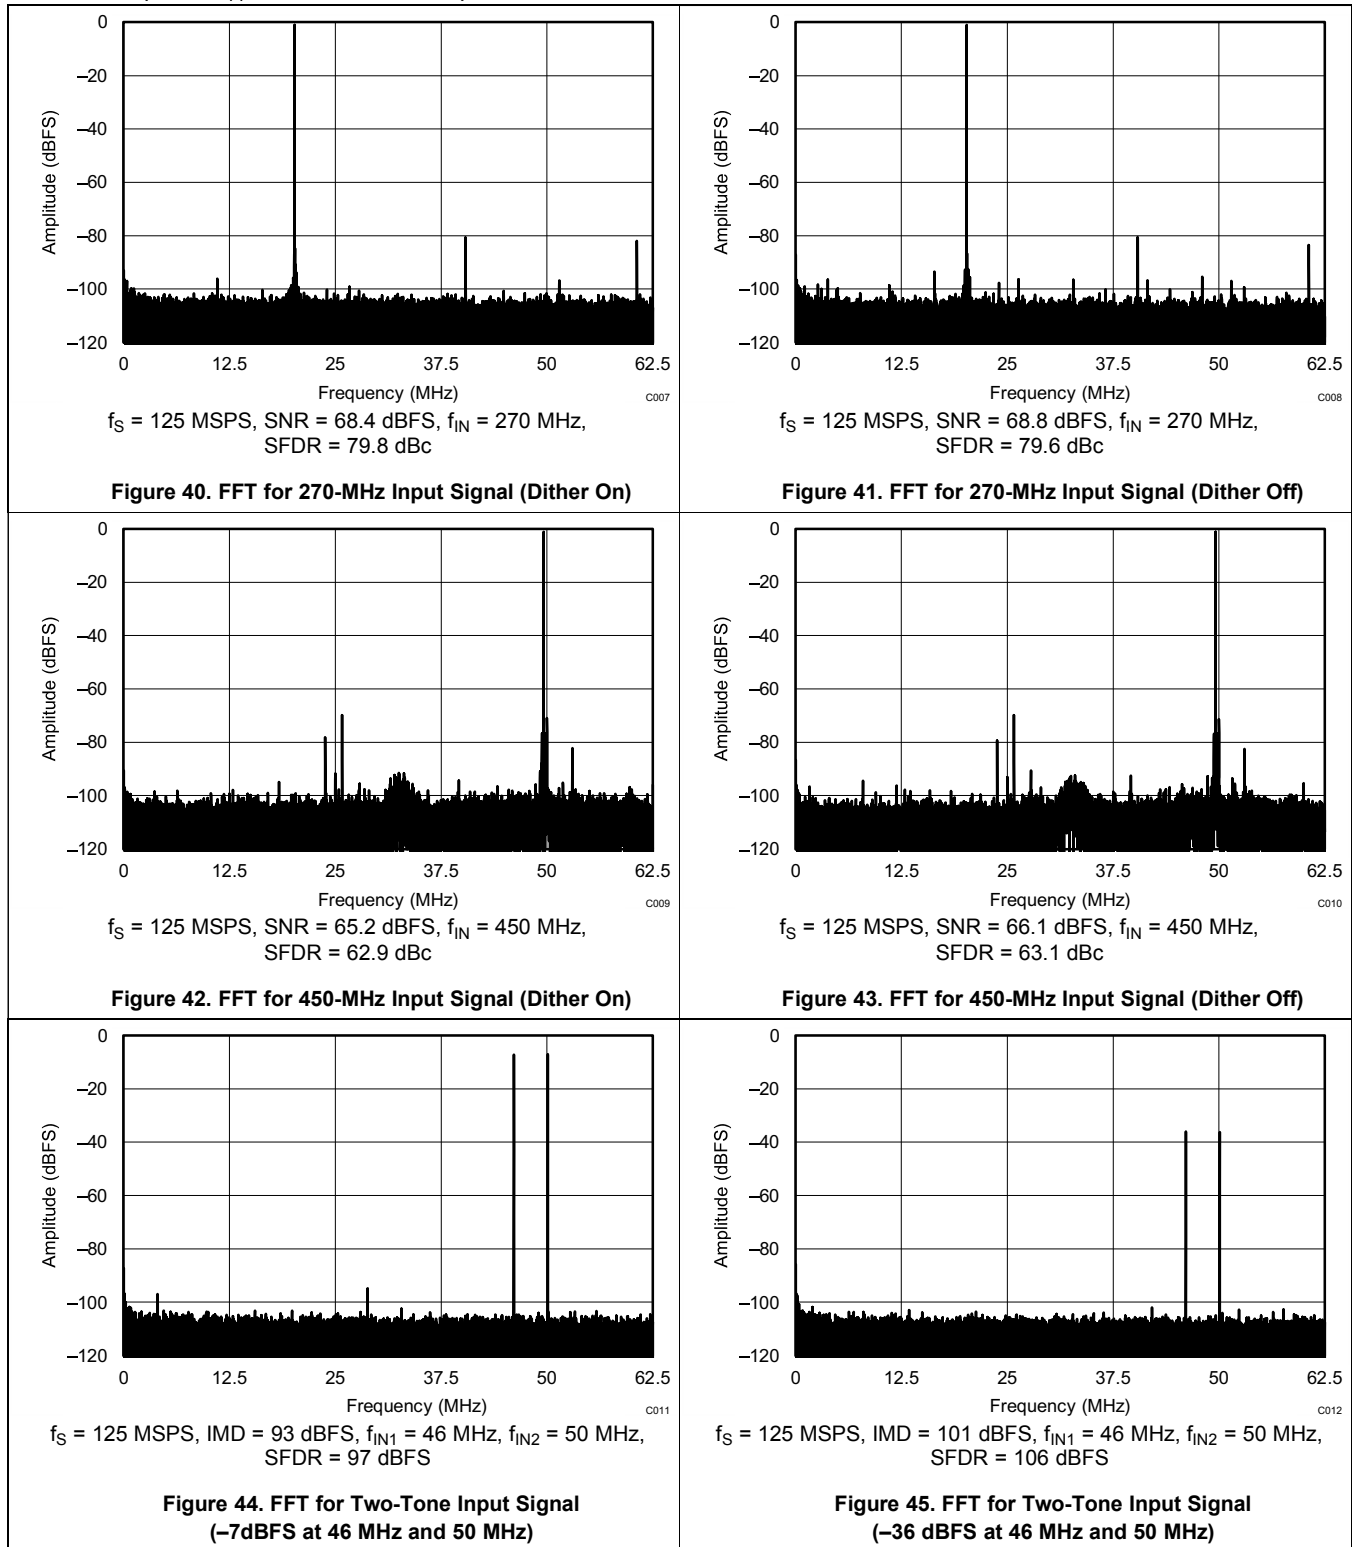 0
–20
–40
–60
–80
–100
–120
Amplitude (dBFS)
0 12.5 25 37.5 50 62.5
Frequency (MHz)
C007
fS = 125 MSPS, SNR = 68.4 dBFS, fIN = 270 MHz,
SFDR = 79.8 dBc
Figure 40. FFT for 270-MHz Input Signal (Dither On)
0
–20
–40
–60
–80
–100
–120
Amplitude (dBFS)
0 12.5 25 37.5 50 62.5
Frequency (MHz)
C008
fS = 125 MSPS, SNR = 68.8 dBFS, fIN = 270 MHz,
SFDR = 79.6 dBc
Figure 41. FFT for 270-MHz Input Signal (Dither Off)
0
–20
–40
–60
–80
–100
–120
Amplitude (dBFS)
0 12.5 25 37.5 50 62.5
Frequency (MHz)
C009
fS = 125 MSPS, SNR = 65.2 dBFS, fIN = 450 MHz,
SFDR = 62.9 dBc
Figure 42. FFT for 450-MHz Input Signal (Dither On)
0
–20
–40
–60
–80
–100
–120
Amplitude (dBFS)
0 12.5 25 37.5 50 62.5
Frequency (MHz)
C010
fS = 125 MSPS, SNR = 66.1 dBFS, fIN = 450 MHz,
SFDR = 63.1 dBc
Figure 43. FFT for 450-MHz Input Signal (Dither Off)
0
–20
–40
–60
–80
–100
–120
Amplitude (dBFS)
0 12.5 25 37.5 50 62.5
Frequency (MHz)
C011
fS = 125 MSPS, IMD = 93 dBFS, fIN1 = 46 MHz, fIN2 = 50 MHz,
SFDR = 97 dBFS
Figure 44. FFT for Two-Tone Input Signal
(–7dBFS at 46 MHz and 50 MHz)
0
–20
–40
–60
–80
–100
–120
Amplitude (dBFS)
0 12.5 25 37.5 50 62.5
Frequency (MHz)
C012
fS = 125 MSPS, IMD = 101 dBFS, fIN1 = 46 MHz, fIN2 = 50 MHz,
SFDR = 106 dBFS
Figure 45. FFT for Two-Tone Input Signal
(–36 dBFS at 46 MHz and 50 MHz)